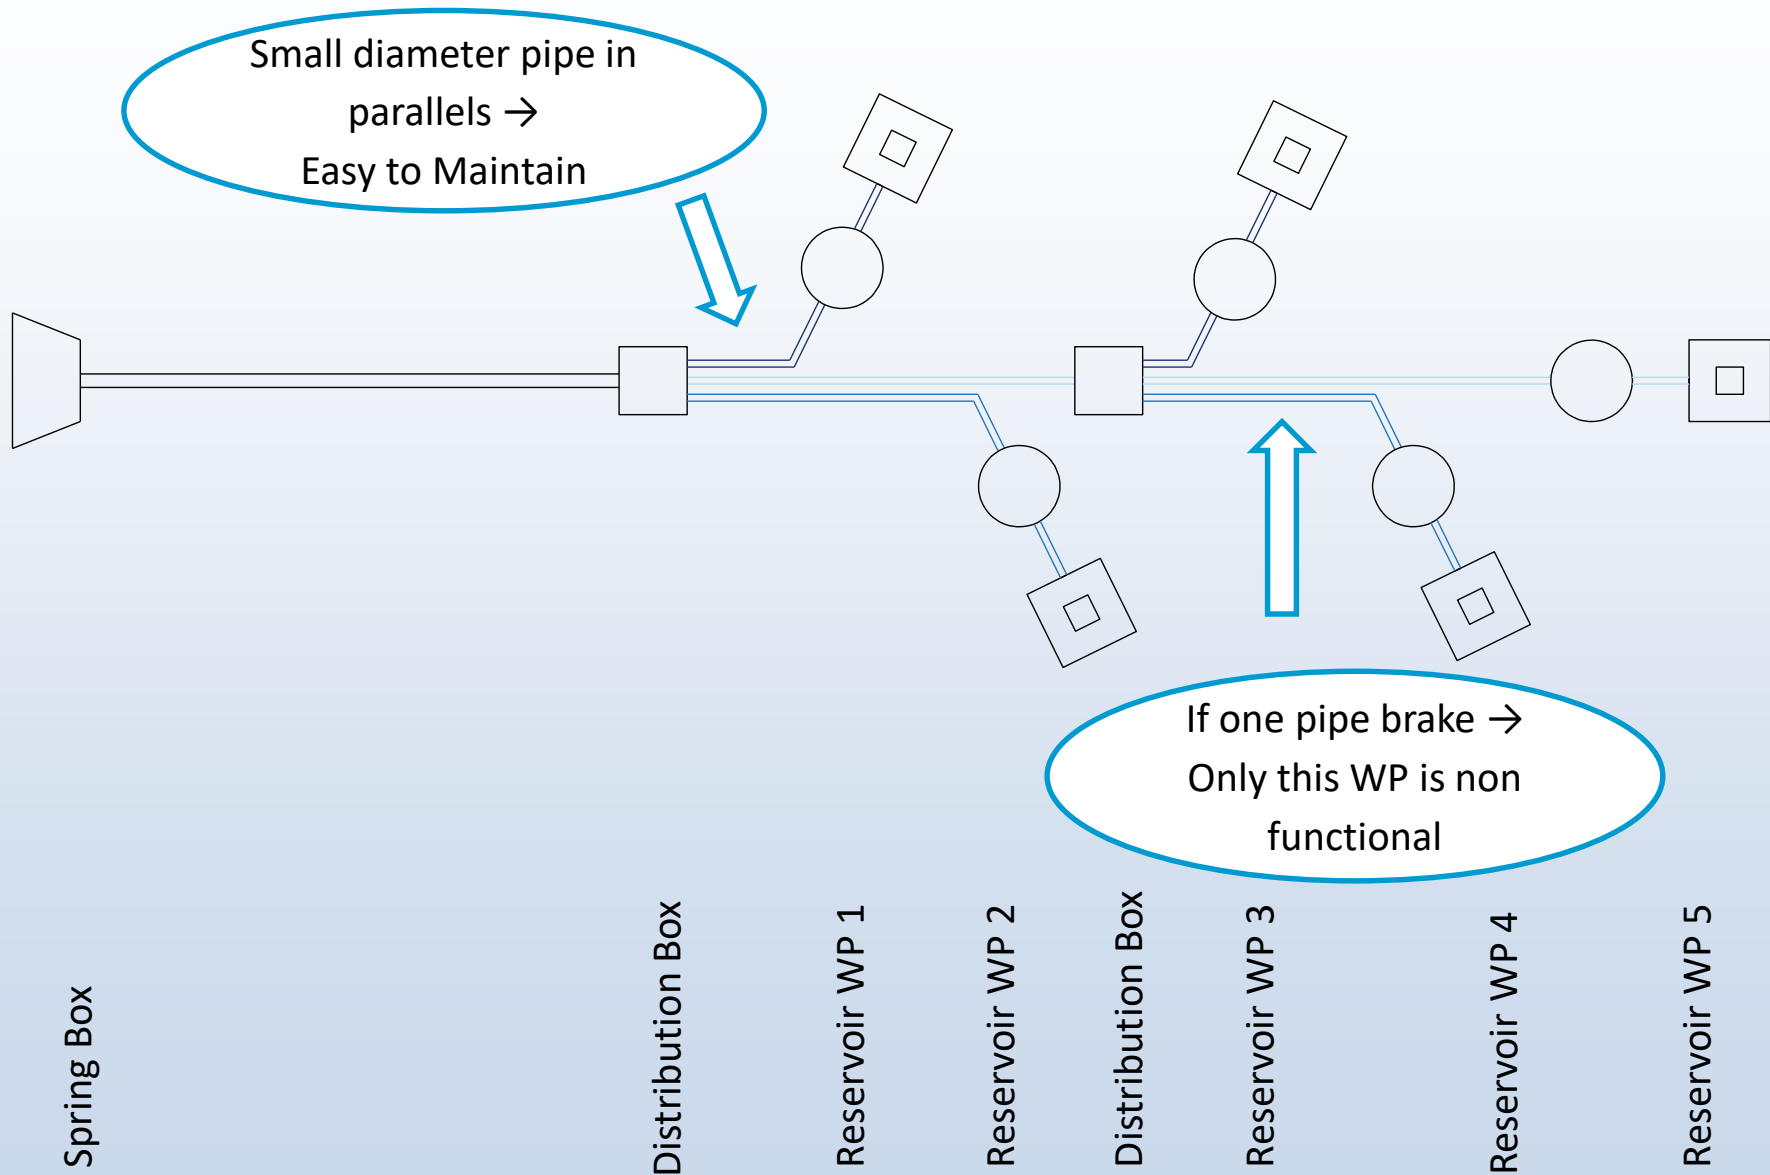 Small diameter pipe in
parallels →
Easy to Maintain
If one pipe brake →
Only this WP is non
functional
Spring Box
Distribution Box
Reservoir WP 1
Reservoir WP 2
Distribution Box
Reservoir WP 3
Reservoir WP 4
Reservoir WP 5